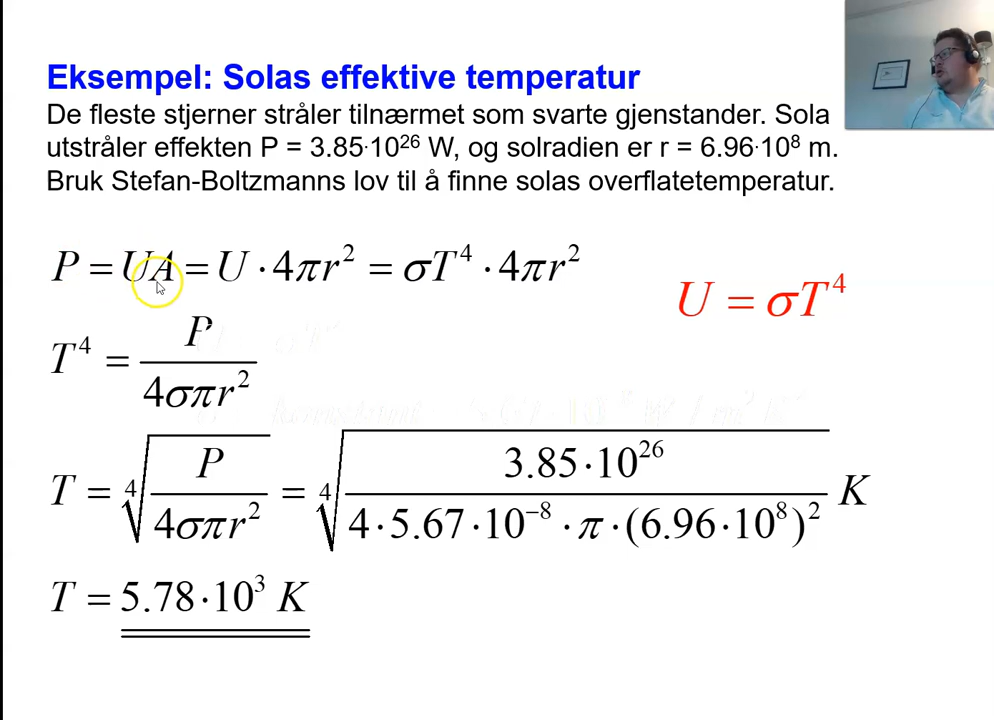 Eksempel: Solas effektive temperatur
De fleste stjerner stråler tilnærmet som svarte gjenstander. Sola
utstråler effekten P = 3.85·10²⁶ W, og solradien er r = 6.96·10⁸ m.
Bruk Stefan-Boltzmanns lov til å finne solas overflatetemperatur.
P = UA = U · 4πr² = σT⁴ · 4πr²
U = σT⁴
T⁴ = P / 4σπr²
T = ⁴√(P / 4σπr²) = ⁴√(3.85·10²⁶ / 4·5.67·10⁻⁸·π·(6.96·10⁸)²) K
T = 5.78·10³ K